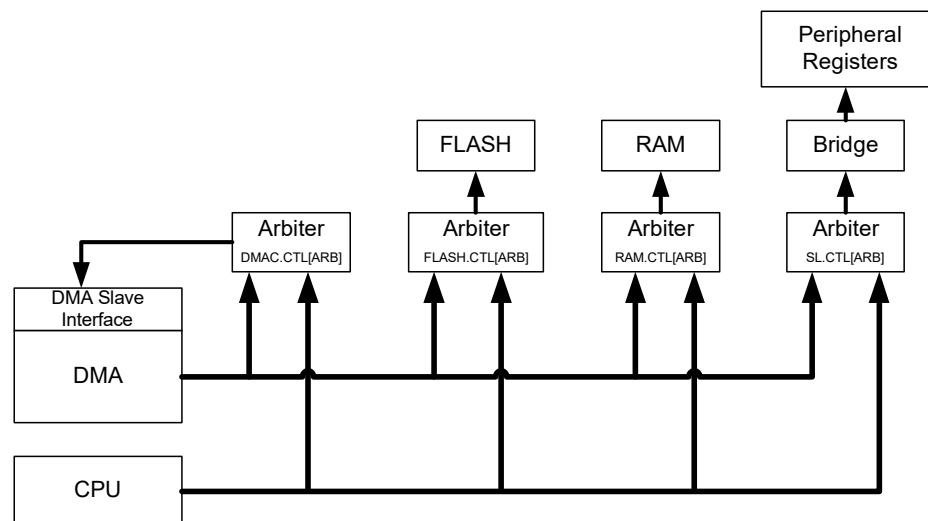 Peripheral
Registers
FLASH
RAM
Bridge
Arbiter
DMAC.CTL[ARB]
Arbiter
FLASH.CTL[ARB]
Arbiter
RAM.CTL[ARB]
Arbiter
SL.CTL[ARB]
DMA Slave
Interface
DMA
CPU